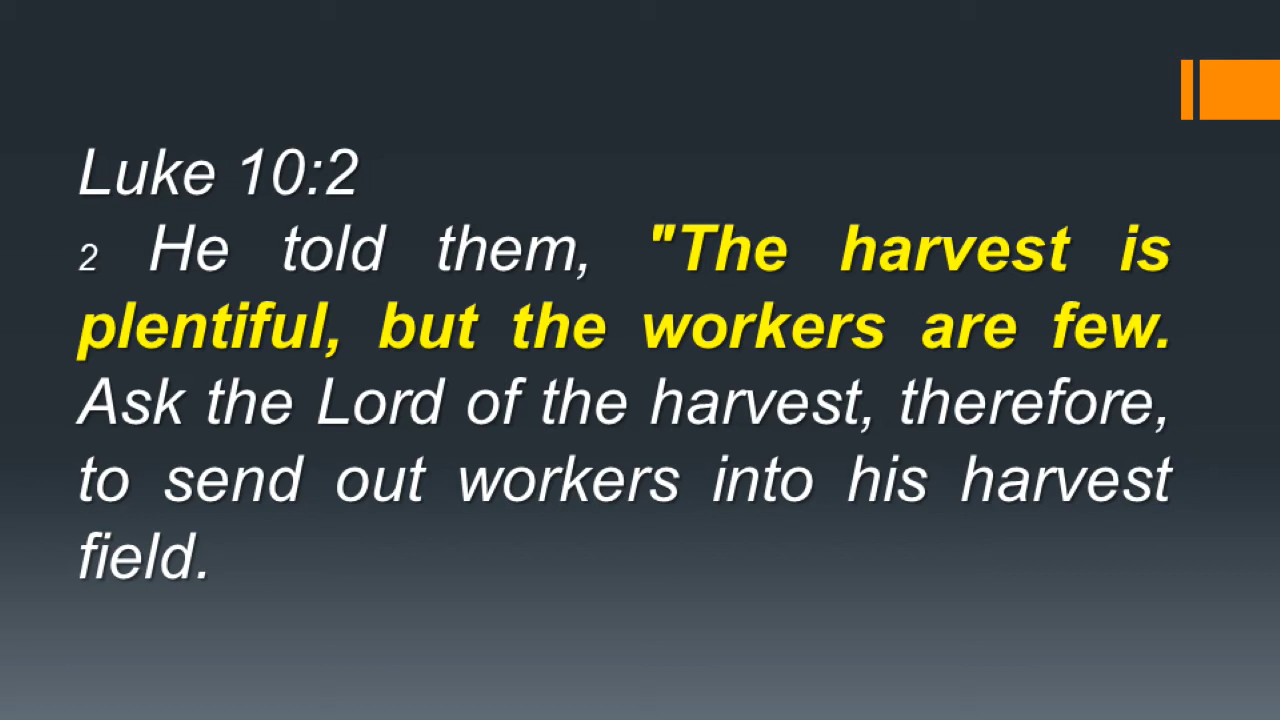 Luke 10:2
2 He told them, "The harvest is
plentiful, but the workers are few.
Ask the Lord of the harvest, therefore,
to send out workers into his harvest
field.